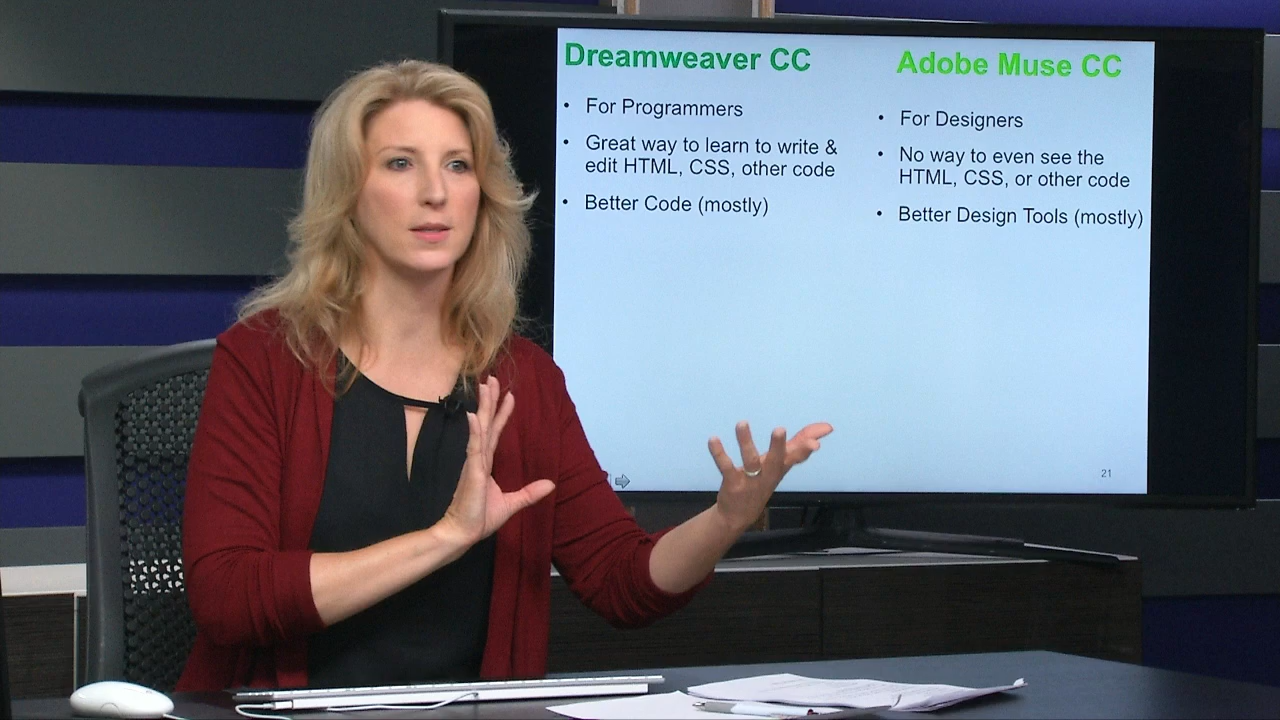 Dreamweaver CC
• For Programmers
• Great way to learn to write &
edit HTML, CSS, other code
• Better Code (mostly)
Adobe Muse CC
• For Designers
• No way to even see the
HTML, CSS, or other code
• Better Design Tools (mostly)
21